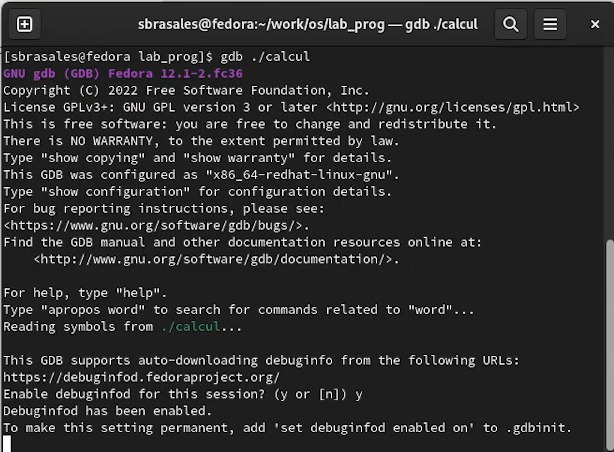 sbrasales@fedora:~/work/os/lab_prog — gdb ./calcul
[sbrasales@fedora lab_prog]$ gdb ./calcul
GNU gdb (GDB) Fedora 12.1-2.fc36
Copyright (C) 2022 Free Software Foundation, Inc.
License GPLv3+: GNU GPL version 3 or later <http://gnu.org/licenses/gpl.html>
This is free software: you are free to change and redistribute it.
There is NO WARRANTY, to the extent permitted by law.
Type "show copying" and "show warranty" for details.
This GDB was configured as "x86_64-redhat-linux-gnu".
Type "show configuration" for configuration details.
For bug reporting instructions, please see:
<https://www.gnu.org/software/gdb/bugs/>.
Find the GDB manual and other documentation resources online at:
    <http://www.gnu.org/software/gdb/documentation/>.

For help, type "help".
Type "apropos word" to search for commands related to "word"...
Reading symbols from ./calcul...

This GDB supports auto-downloading debuginfo from the following URLs:
https://debuginfod.fedoraproject.org/
Enable debuginfod for this session? (y or [n]) y
Debuginfod has been enabled.
To make this setting permanent, add 'set debuginfod enabled on' to .gdbinit.